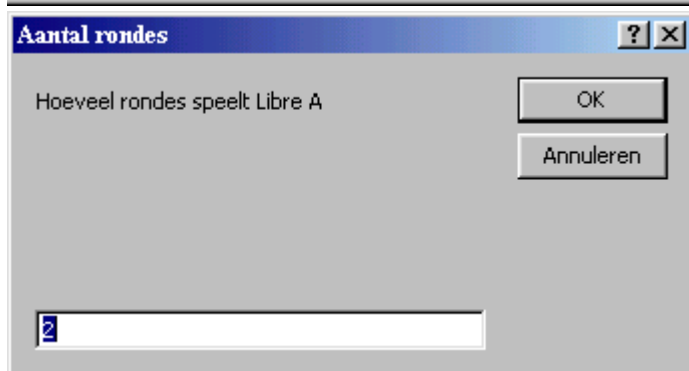 Aantal rondes
Hoeveel rondes speelt Libre A
OK
Annuleren
2